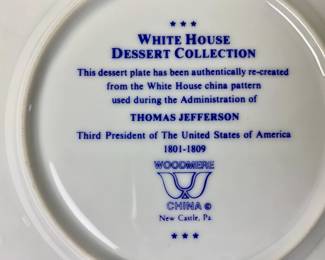 ★ ★ ★
WHITE HOUSE
DESSERT COLLECTION
This dessert plate has been authentically re-created
from the White House china pattern
used during the Administration of
THOMAS JEFFERSON
Third President of The United States of America
1801-1809
WOODMERE
CHINA ©
New Castle, Pa.
★ ★ ★